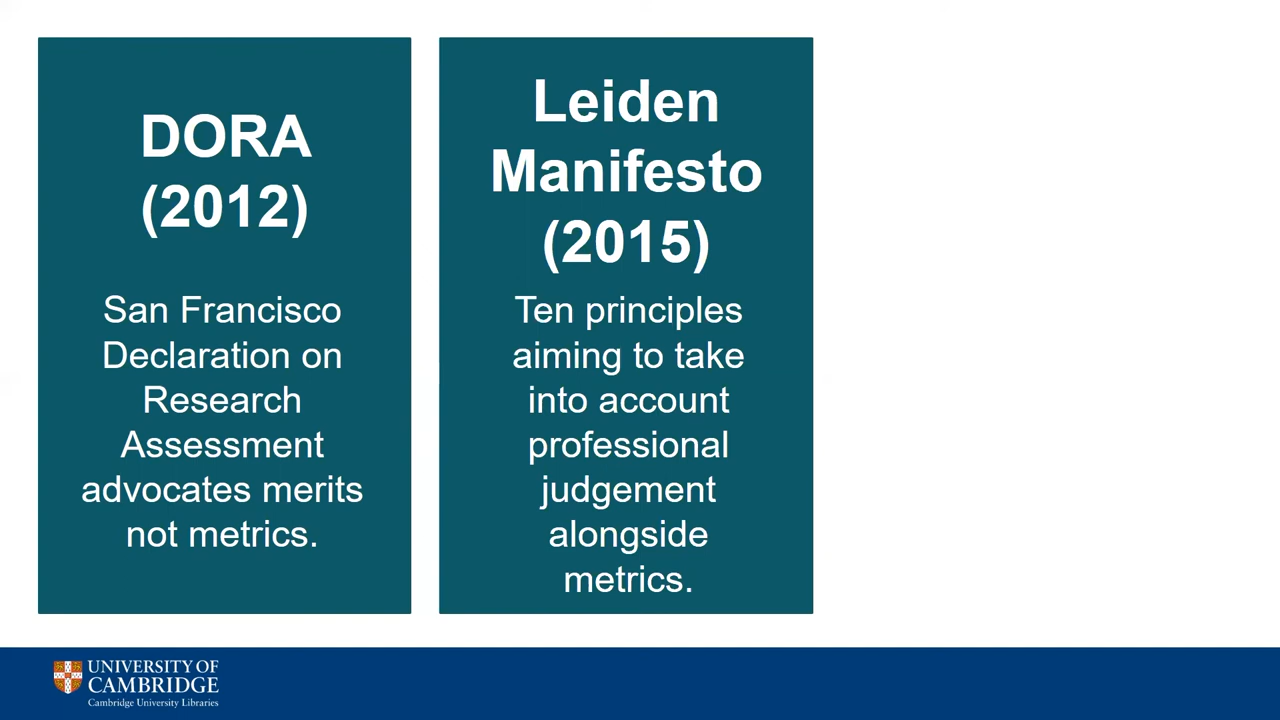 DORA
(2012)
San Francisco
Declaration on
Research
Assessment
advocates merits
not metrics.
Leiden
Manifesto
(2015)
Ten principles
aiming to take
into account
professional
judgement
alongside
metrics.
UNIVERSITY OF
CAMBRIDGE
Cambridge University Libraries